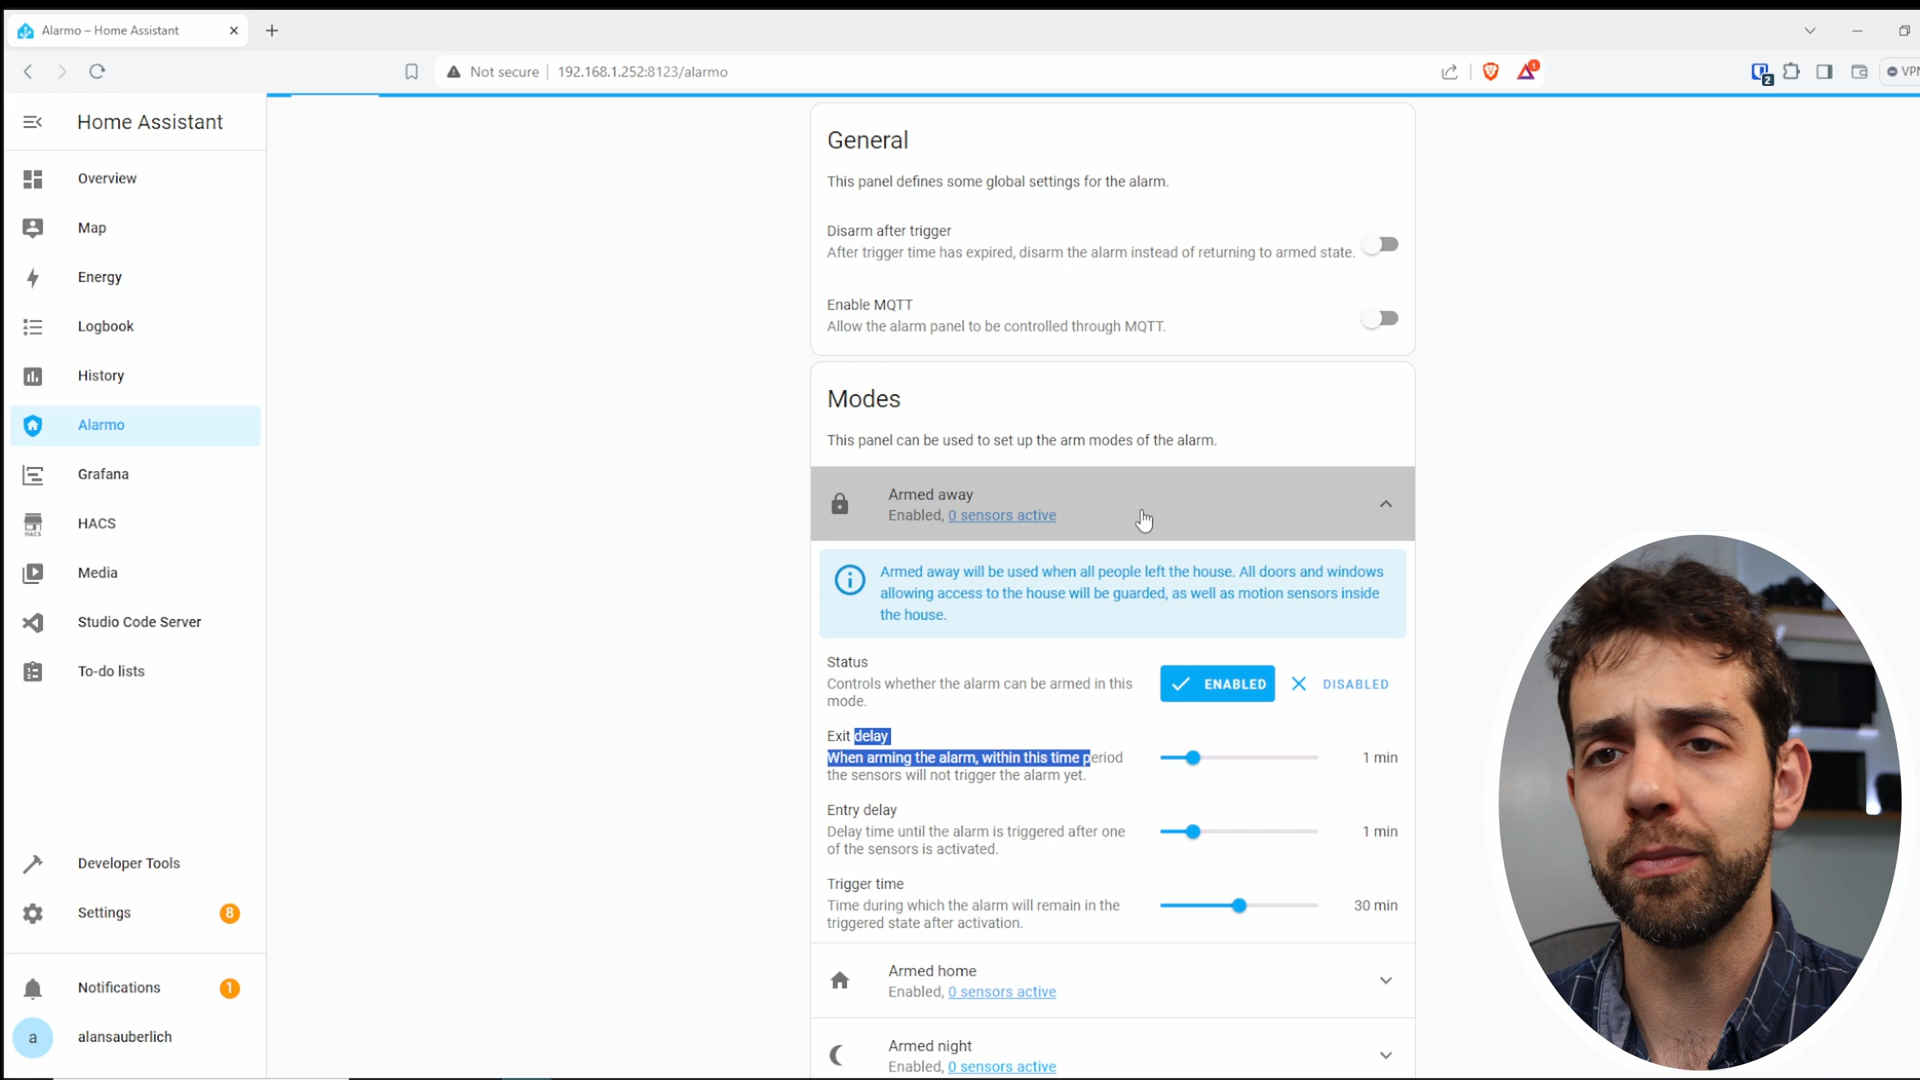 Alarmo – Home Assistant
Not secure
192.168.1.252:8123/alarmo
1
2
VPN
Home Assistant
Overview
Map
Energy
Logbook
History
Alarmo
Grafana
HACS
HACS
Media
Studio Code Server
To-do lists
Developer Tools
Settings
8
Notifications
1
a
alansauberlich
General
This panel defines some global settings for the alarm.
Disarm after trigger
After trigger time has expired, disarm the alarm instead of returning to armed state.
Enable MQTT
Allow the alarm panel to be controlled through MQTT.
Modes
This panel can be used to set up the arm modes of the alarm.
Armed away
Enabled, 0 sensors active
Armed away will be used when all people left the house. All doors and windows
allowing access to the house will be guarded, as well as motion sensors inside
the house.
Status
Controls whether the alarm can be armed in this
mode.
ENABLED
DISABLED
Exit delay
When arming the alarm, within this time period
the sensors will not trigger the alarm yet.
1 min
Entry delay
Delay time until the alarm is triggered after one
of the sensors is activated.
1 min
Trigger time
Time during which the alarm will remain in the
triggered state after activation.
30 min
Armed home
Enabled, 0 sensors active
Armed night
Enabled, 0 sensors active